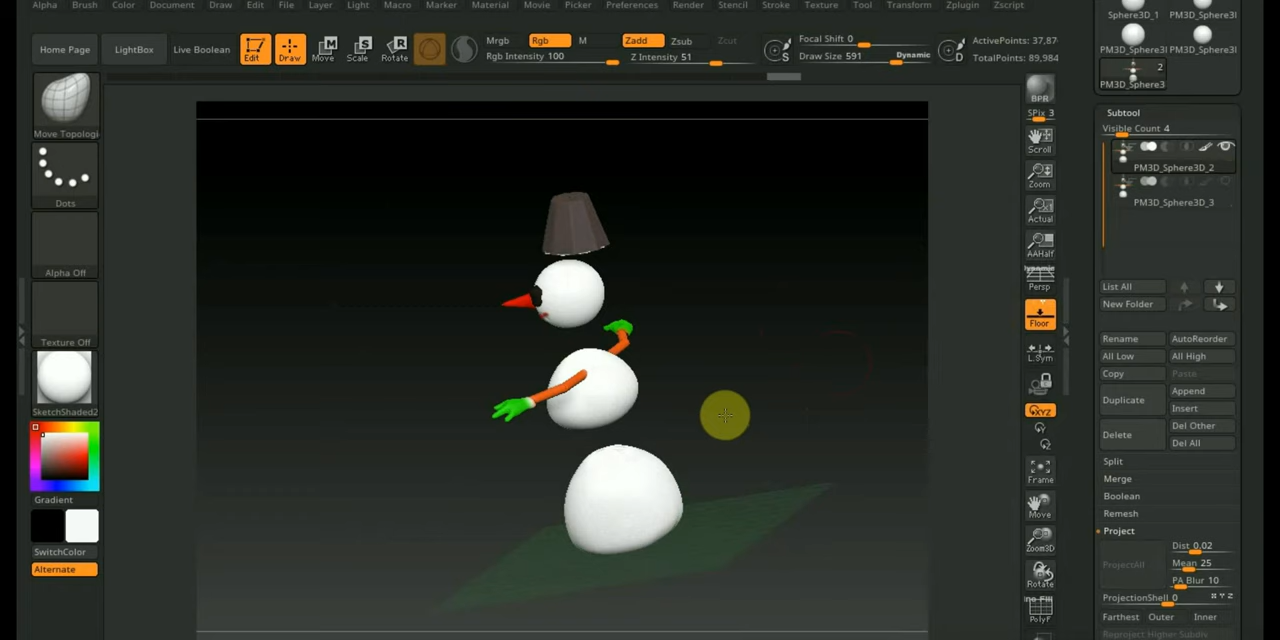 Alpha Brush Color Document Draw Edit File Layer Light Macro Marker Material Movie Picker Preferences Render Stencil Stroke Texture Tool Transform Zplugin Zscript
Home Page LightBox Live Boolean Edit Draw Move Scale Rotate
Mrgb Rgb M Zadd Zsub Zcut
Rgb Intensity 100 Z Intensity 51
S Focal Shift 0
Draw Size 591 Dynamic
D ActivePoints: 37,87
TotalPoints: 89,984
Move Topologi
Dots
Alpha Off
Texture Off
SketchShaded2
Gradient
SwitchColor
Alternate
BPR
SPix 3
Scroll
Zoom
Actual
AAHalf
Dynamic
Persp
Floor
L.Sym
XYZ
Frame
Move
Zoom3D
Rotate
PolyF
Sphere3D_1 PM3D_Sphere3I
PM3D_Sphere3I PM3D_Sphere3I
2
PM3D_Sphere3
Subtool
Visible Count 4
PM3D_Sphere3D_2
PM3D_Sphere3D_3
List All
New Folder
Rename AutoReorder
All Low All High
Copy Paste
Duplicate Append
Insert
Delete Del Other
Del All
Split
Merge
Boolean
Remesh
Project
ProjectAll Dist 0.02
Mean 25
PA Blur 10
ProjectionShell 0 X Y Z
Farthest Outer Inner
Reproject Higher Subdiv